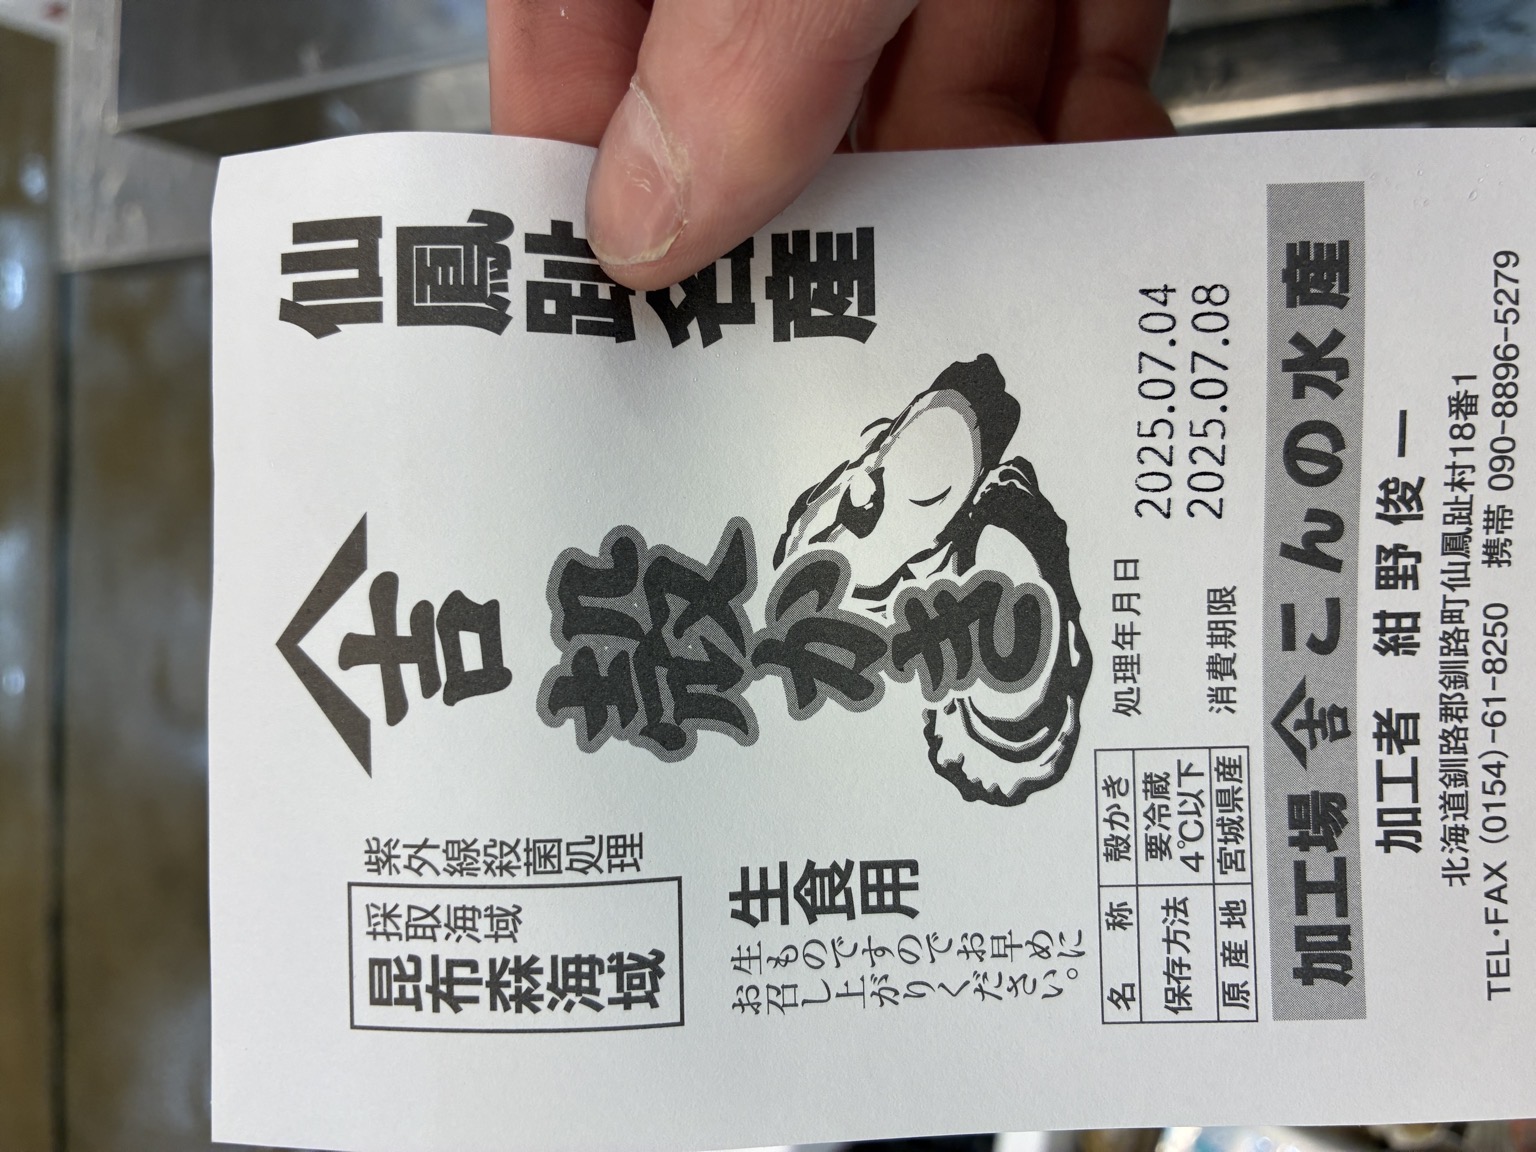 仙鳳趾名産
𠆢吉
殻かき
紫外線殺菌処理
採取海域
昆布森海域
生食用
お生ものですのでお早めに
お召し上がりください。
処理年月日 2025.07.04
消費期限 2025.07.08
名称 殻かき
保存方法 要冷蔵
4℃以下
原産地 宮城県産
加工場 𠆢吉 こんの水産
加工者 紺野俊一
北海道釧路郡釧路町仙鳳趾村18番1
TEL・FAX (0154)-61-8250 携帯 090-8896-5279